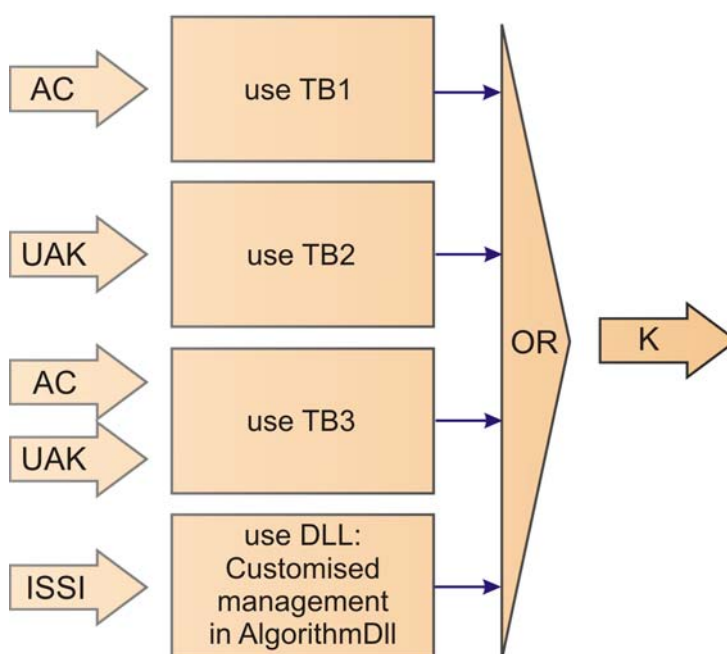 AC
use TB1
UAK
use TB2
AC
UAK
use TB3
OR
K
ISSI
use DLL:
Customised
management
in AlgorithmDll